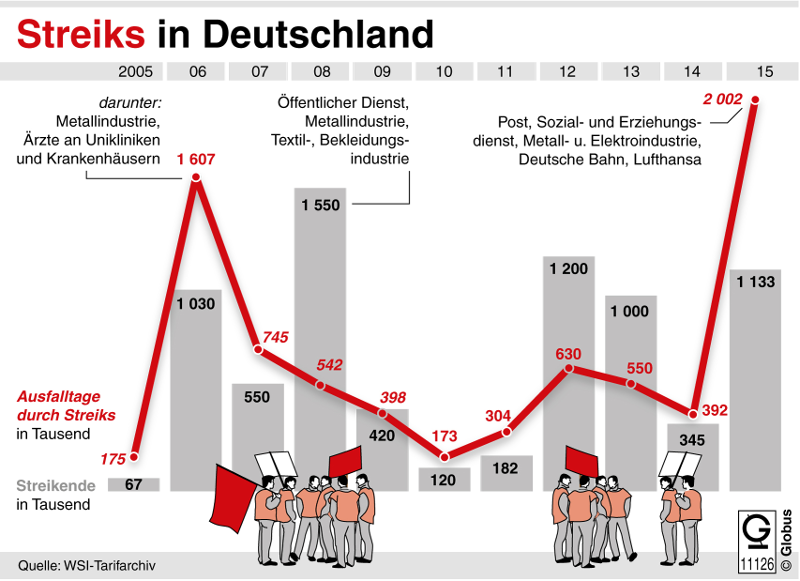 Streiks in Deutschland
2005 06 07 08 09 10 11 12 13 14 15
darunter:
Metallindustrie,
Ärzte an Unikliniken
und Krankenhäusern
Öffentlicher Dienst,
Metallindustrie,
Textil-, Bekleidungs-
industrie
Post, Sozial- und Erziehungs-
dienst, Metall- u. Elektroindustrie,
Deutsche Bahn, Lufthansa
Ausfalltage
durch Streiks
in Tausend
175 1 607 745 542 398 173 304 630 550 392 2 002
Streikende
in Tausend
67 1 030 550 1 550 420 120 182 1 200 1 000 345 1 133
Quelle: WSI-Tarifarchiv
G
11126
© Globus